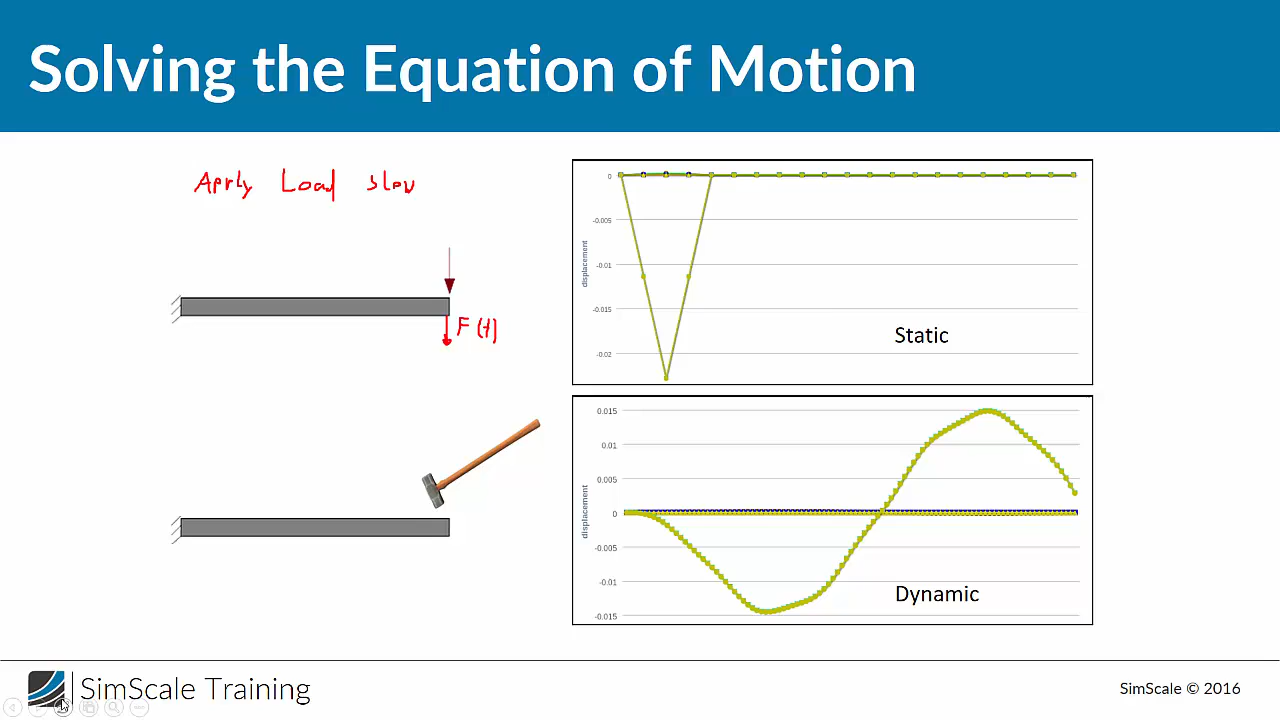 Solving the Equation of Motion
Apply Load slow
F(t)
0
-0.005
-0.01
-0.015
-0.02
displacement
Static
0.015
0.01
0.005
0
-0.005
-0.01
-0.015
displacement
Dynamic
SimScale Training
SimScale © 2016